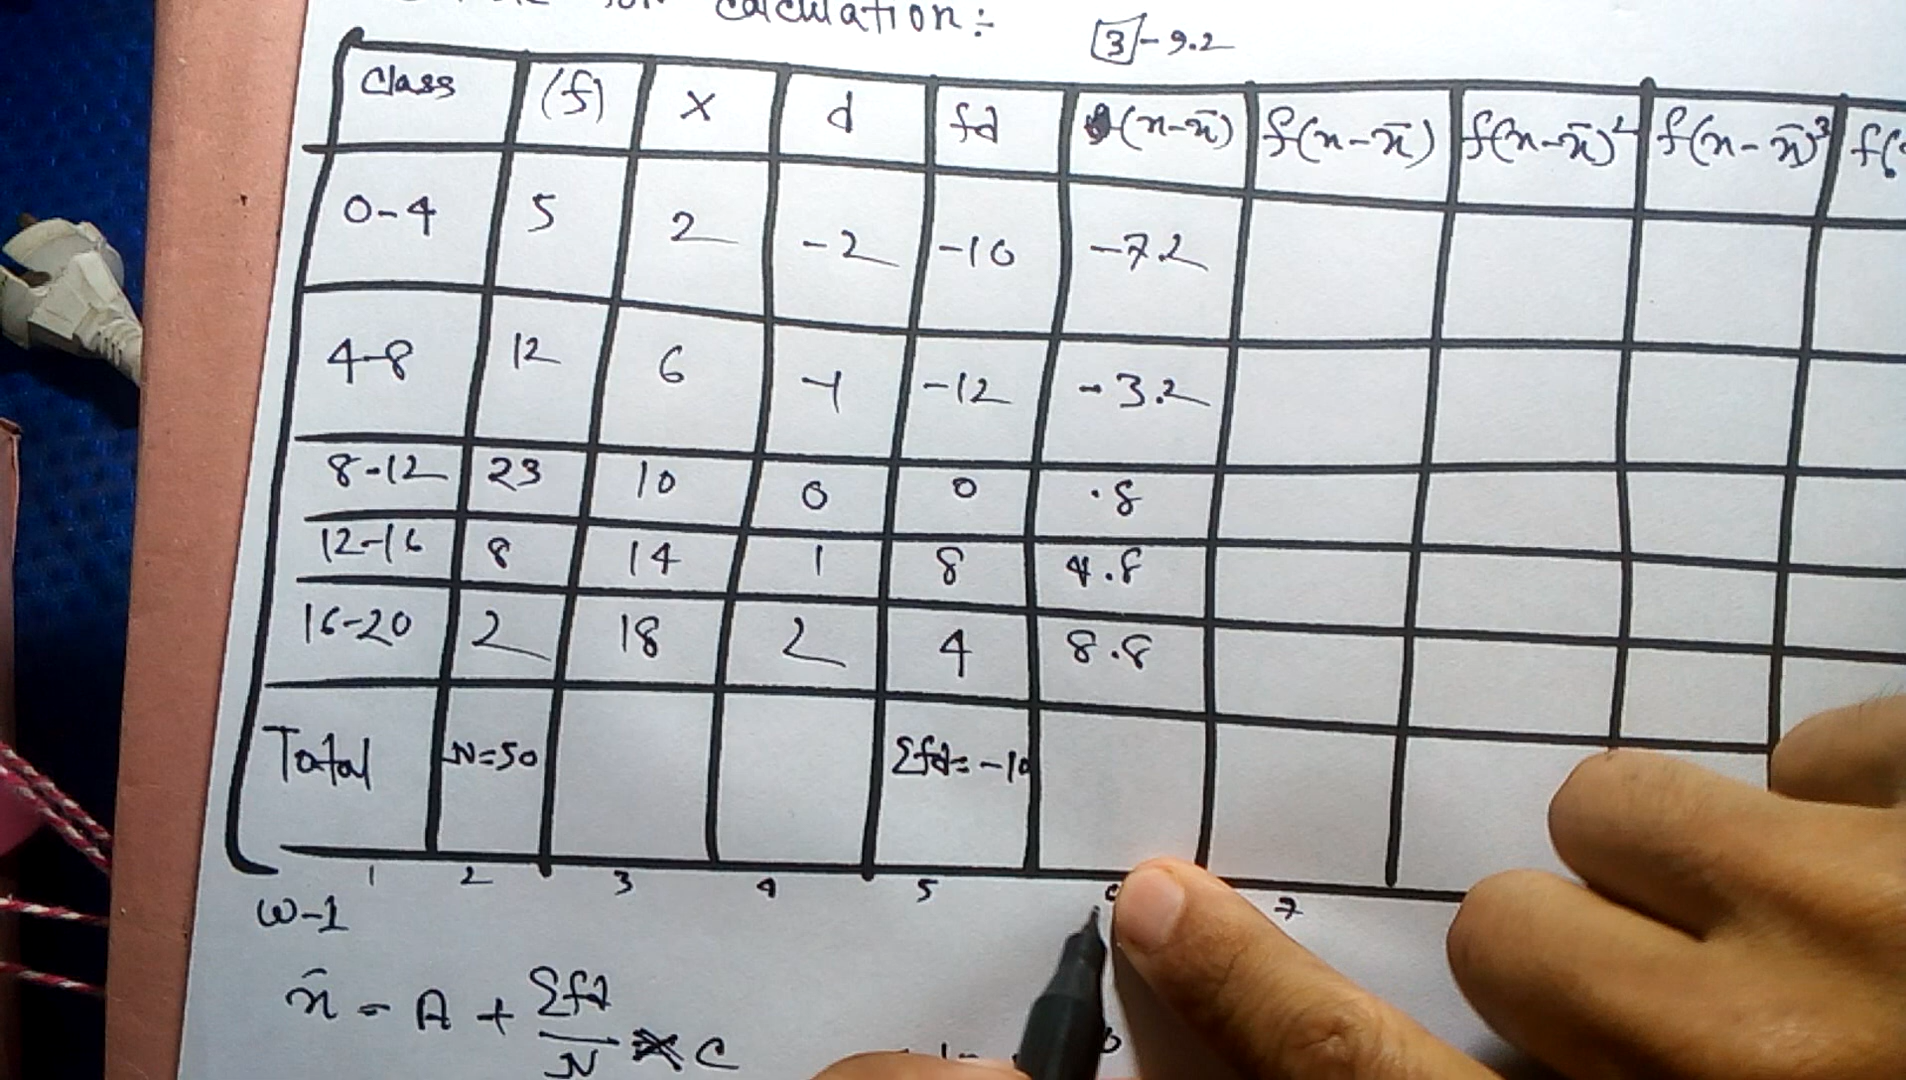 calculation :-
3 - 9.2
Class (f) x d fd (x-x̄) f(x-x̄) f(x-x̄)² f(x-x̄)³ f(
0-4 5 2 -2 -10 -7.2
4-8 12 6 -1 -12 -3.2
8-12 23 10 0 0 .8
12-16 8 14 1 8 4.8
16-20 2 18 2 4 8.8
Total N=50 Σfd=-10
1 2 3 4 5 7
W-1
x̄ = A + Σfd/N × C